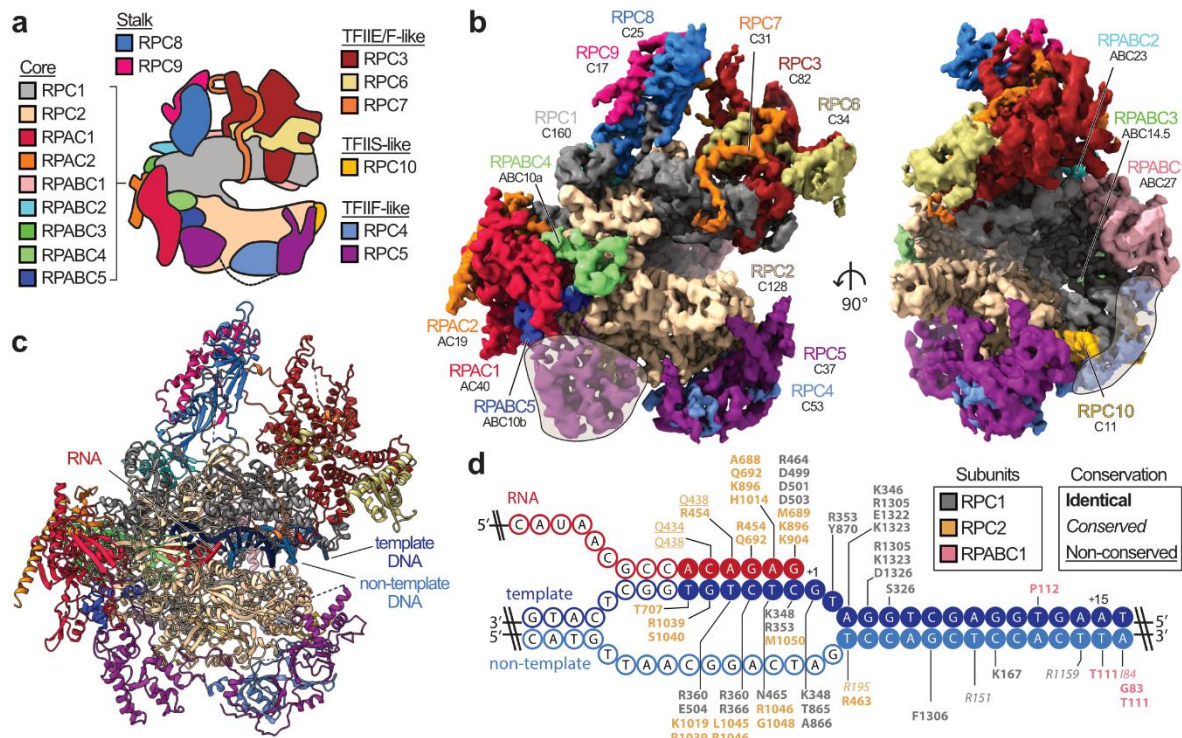 a
Stalk
RPC8
RPC9
Core
RPC1
RPC2
RPAC1
RPAC2
RPABC1
RPABC2
RPABC3
RPABC4
RPABC5
TFIIE/F-like
RPC3
RPC6
RPC7
TFIIS-like
RPC10
TFIIF-like
RPC4
RPC5
b
RPC8
C25
RPC9
C17
RPC7
C31
RPC3
C82
RPC6
C34
RPC1
C160
RPABC4
ABC10a
RPC2
C128
RPAC2
AC19
RPAC1
AC40
RPABC5
ABC10b
RPC5
C37
RPC4
C53
90°
RPABC2
ABC23
RPABC3
ABC14.5
RPABC
ABC27
RPC10
C11
c
RNA
template
DNA
non-template
DNA
d
Subunits
RPC1
RPC2
RPABC1
Conservation
Identical
Conserved
Non-conserved
A688
Q692
K896
H1014
R464
D499
D501
D503
M689
K896
K904
Q438
R454
Q434
Q438
R454
Q692
R353
Y870
K346
R1305
E1322
K1323
R1305
K1323
D1326
S326
P112
RNA
5′ C A U A A C G C C A C A G A G +1
template
3′ G T A C T C G G T G T C T C G T A G G T C G A G G T G A A T 5′
+15
5′ C A T G T T A A C G G A C T A G T C C A G C T C C A C T T A 3′
non-template
T707
R1039
S1040
K348
R353
M1050
R360
E504
K1019
R1039
R360
R366
L1045
R1046
N465
R1046
G1048
K348
T865
A866
R195
R463
F1306
R151
K167
R1159
T111
I84
G83
T111